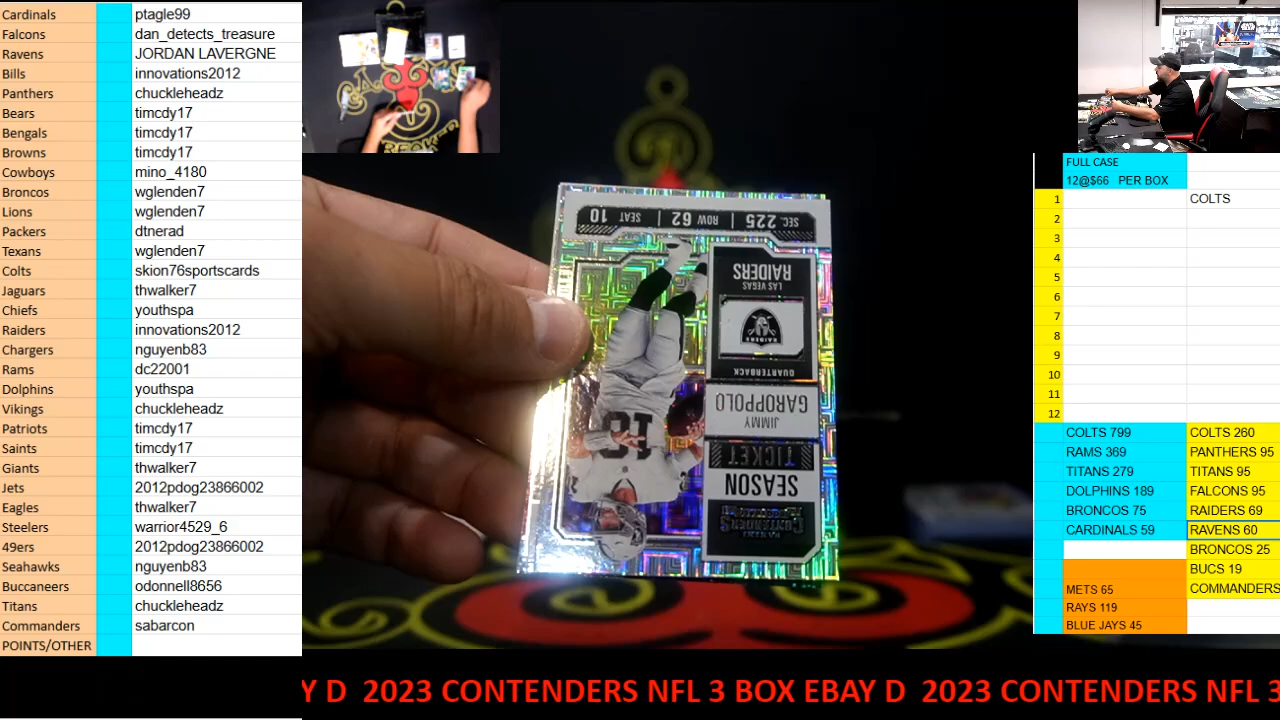 Cardinals ptagle99
Falcons dan_detects_treasure
Ravens JORDAN LAVERGNE
Bills innovations2012
Panthers chuckleheadz
Bears timcdy17
Bengals timcdy17
Browns timcdy17
Cowboys mino_4180
Broncos wglenden7
Lions wglenden7
Packers dtnerad
Texans wglenden7
Colts skion76sportscards
Jaguars thwalker7
Chiefs youthspa
Raiders innovations2012
Chargers nguyenb83
Rams dc22001
Dolphins youthspa
Vikings chuckleheadz
Patriots timcdy17
Saints timcdy17
Giants thwalker7
Jets 2012pdog23866002
Eagles thwalker7
Steelers warrior4529_6
49ers 2012pdog23866002
Seahawks nguyenb83
Buccaneers odonnell8656
Titans chuckleheadz
Commanders sabarcon
POINTS/OTHER
SEC. 225 | ROW 62 | SEAT 10
LAS VEGAS
RAIDERS
RAIDERS
QUARTERBACK
JIMMY
GAROPPOLO
SEASON
TICKET
PANINI
CONTENDERS
10
FULL CASE
12@$66 PER BOX
1 COLTS
2
3
4
5
6
7
8
9
10
11
12
COLTS 799 COLTS 260
RAMS 369 PANTHERS 95
TITANS 279 TITANS 95
DOLPHINS 189 FALCONS 95
BRONCOS 75 RAIDERS 69
CARDINALS 59 RAVENS 60
BRONCOS 25
BUCS 19
METS 65 COMMANDERS
RAYS 119
BLUE JAYS 45
Y D 2023 CONTENDERS NFL 3 BOX EBAY D 2023 CONTENDERS NFL 3